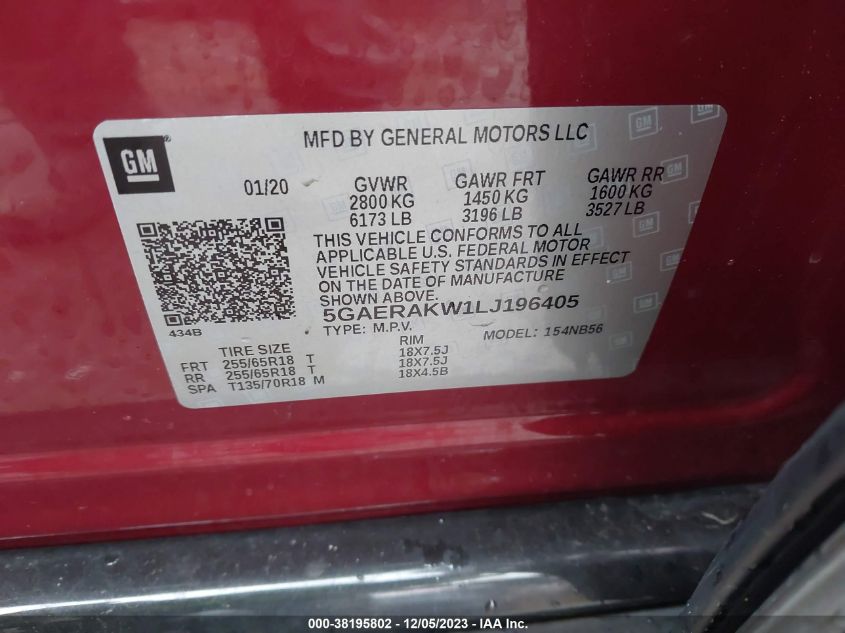 GM
MFD BY GENERAL MOTORS LLC
01/20 GVWR GAWR FRT GAWR RR
2800 KG 1450 KG 1600 KG
6173 LB 3196 LB 3527 LB
THIS VEHICLE CONFORMS TO ALL
APPLICABLE U.S. FEDERAL MOTOR
VEHICLE SAFETY STANDARDS IN EFFECT
ON THE DATE OF MANUFACTURE
SHOWN ABOVE.
434B
5GAERAKW1LJ196405
TYPE: M.P.V. MODEL: 154NB56
TIRE SIZE RIM
FRT 255/65R18 T 18X7.5J
RR 255/65R18 T 18X7.5J
SPA T135/70R18 M 18X4.5B
000-38195802 - 12/05/2023 - © IAA Inc.